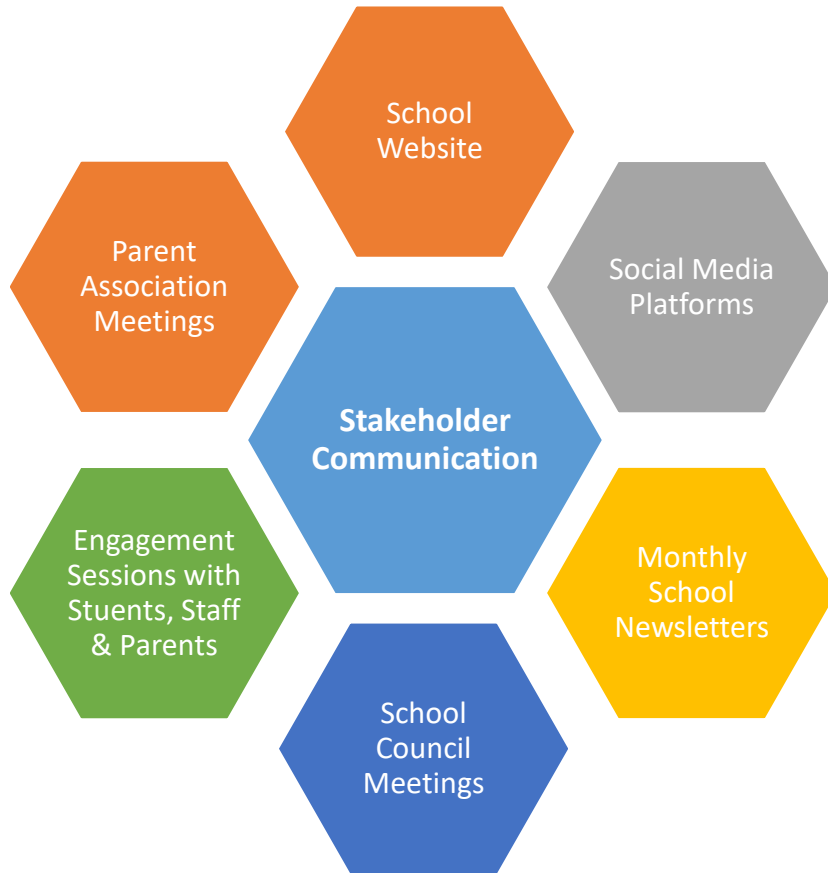 School
Website
Parent
Association
Meetings
Social Media
Platforms
Stakeholder
Communication
Engagement
Sessions with
Stuents, Staff
& Parents
Monthly
School
Newsletters
School
Council
Meetings